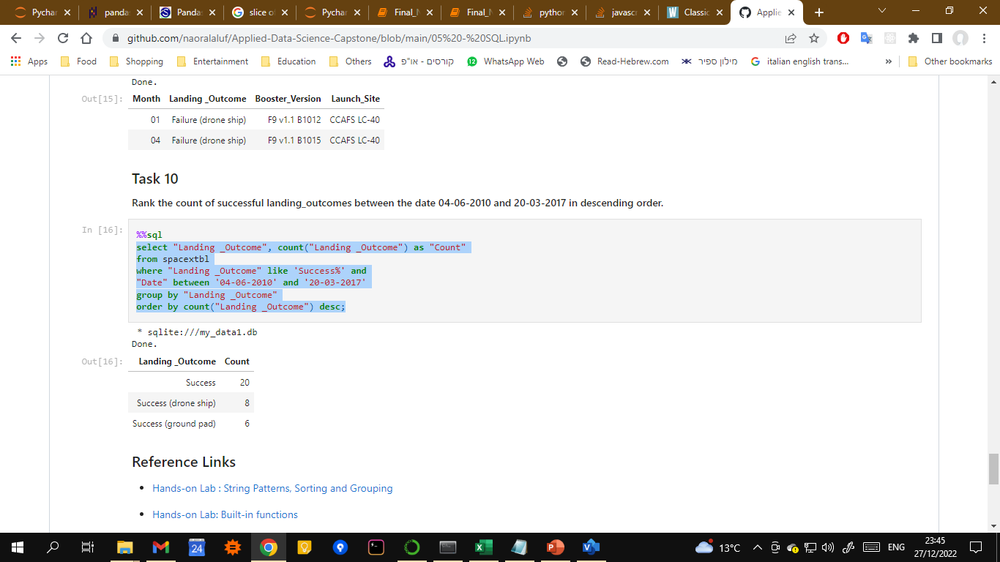 Pychar
panda
Panda
slice o
Pychar
Final_N
Final_N
python
javascr
Classic
Applie
github.com/naoralaluf/Applied-Data-Science-Capstone/blob/main/05%20-%20SQL.ipynb
Apps Food Shopping Entertainment Education Others קורסים - או"פ WhatsApp Web Read-Hebrew.com מילון ספיר italian english trans... » Other bookmarks
Done.
Out[15]: Month Landing _Outcome Booster_Version Launch_Site
01 Failure (drone ship) F9 v1.1 B1012 CCAFS LC-40
04 Failure (drone ship) F9 v1.1 B1015 CCAFS LC-40
Task 10
Rank the count of successful landing_outcomes between the date 04-06-2010 and 20-03-2017 in descending order.
In [16]: %%sql
select "Landing _Outcome", count("Landing _Outcome") as "Count"
from spacextbl
where "Landing _Outcome" like 'Success%' and
"Date" between '04-06-2010' and '20-03-2017'
group by "Landing _Outcome"
order by count("Landing _Outcome") desc;
* sqlite:///my_data1.db
Done.
Out[16]: Landing _Outcome Count
Success 20
Success (drone ship) 8
Success (ground pad) 6
Reference Links
• Hands-on Lab : String Patterns, Sorting and Grouping
• Hands-on Lab: Built-in functions
24
13°C ENG 23:45
27/12/2022